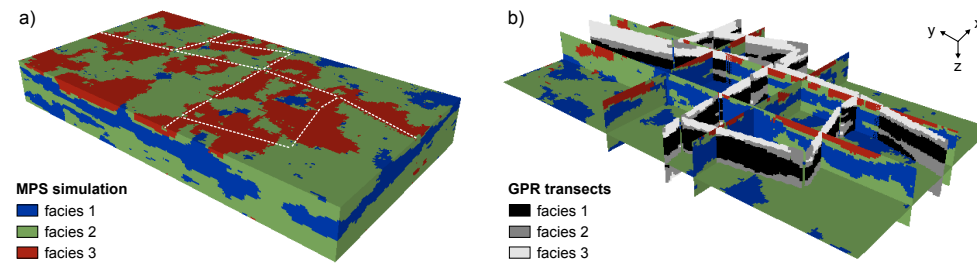 a)
MPS simulation
facies 1
facies 2
facies 3
b)
y
x
z
GPR transects
facies 1
facies 2
facies 3